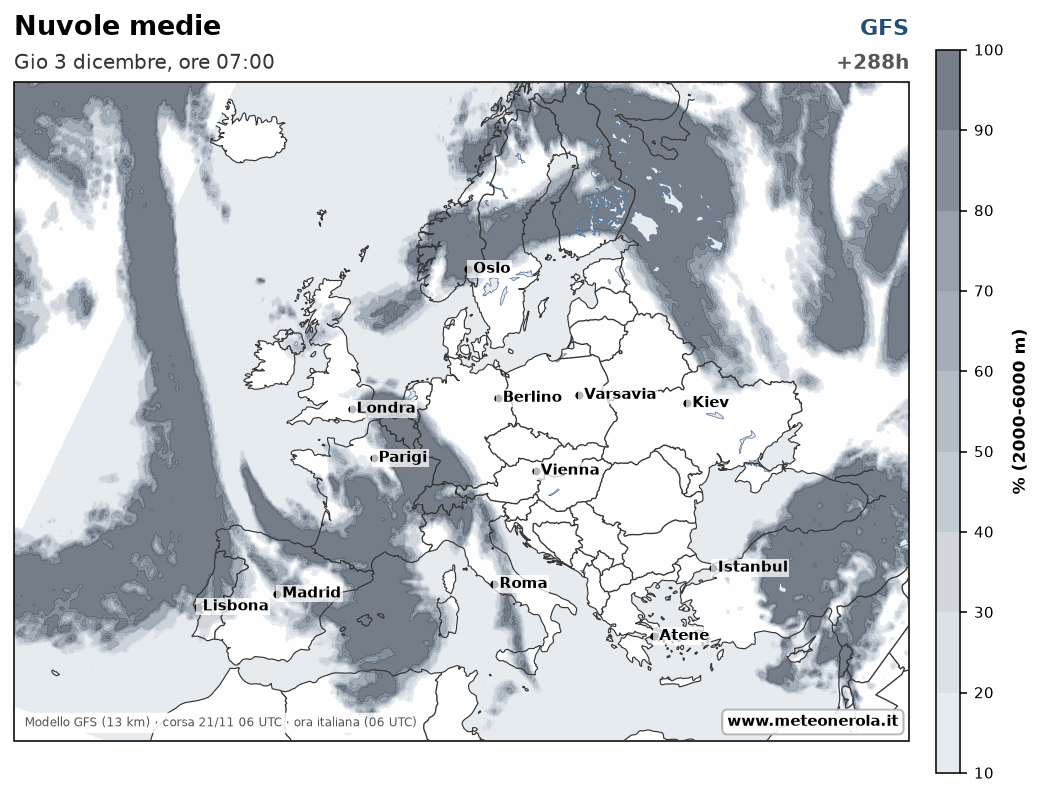 Nuvole medie
GFS
Gio 3 dicembre, ore 07:00
+288h
Oslo
Londra
Berlino
Varsavia
Kiev
Parigi
Vienna
Istanbul
Roma
Madrid
Lisbona
Atene
Modello GFS (13 km) · corsa 21/11 06 UTC · ora italiana (06 UTC)
www.meteonerola.it
100
90
80
70
60
50
40
30
20
10
% (2000-6000 m)